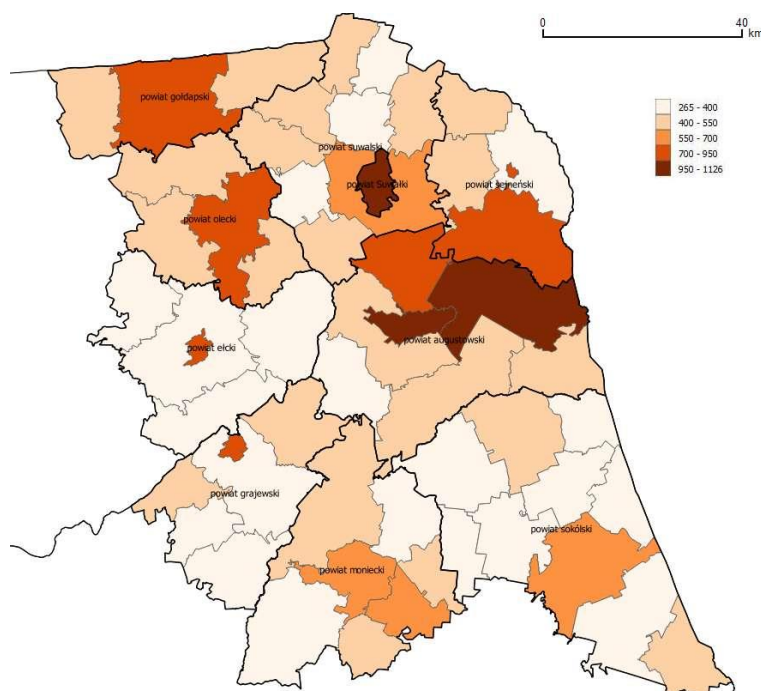 0 40
km
powiat gołdapski
265 - 400
400 - 550
550 - 700
700 - 950
950 - 1126
powiat suwalski
powiat Suwałki
powiat sejneński
powiat olecki
powiat augustowski
powiat ełcki
powiat grajewski
powiat sokólski
powiat moniecki